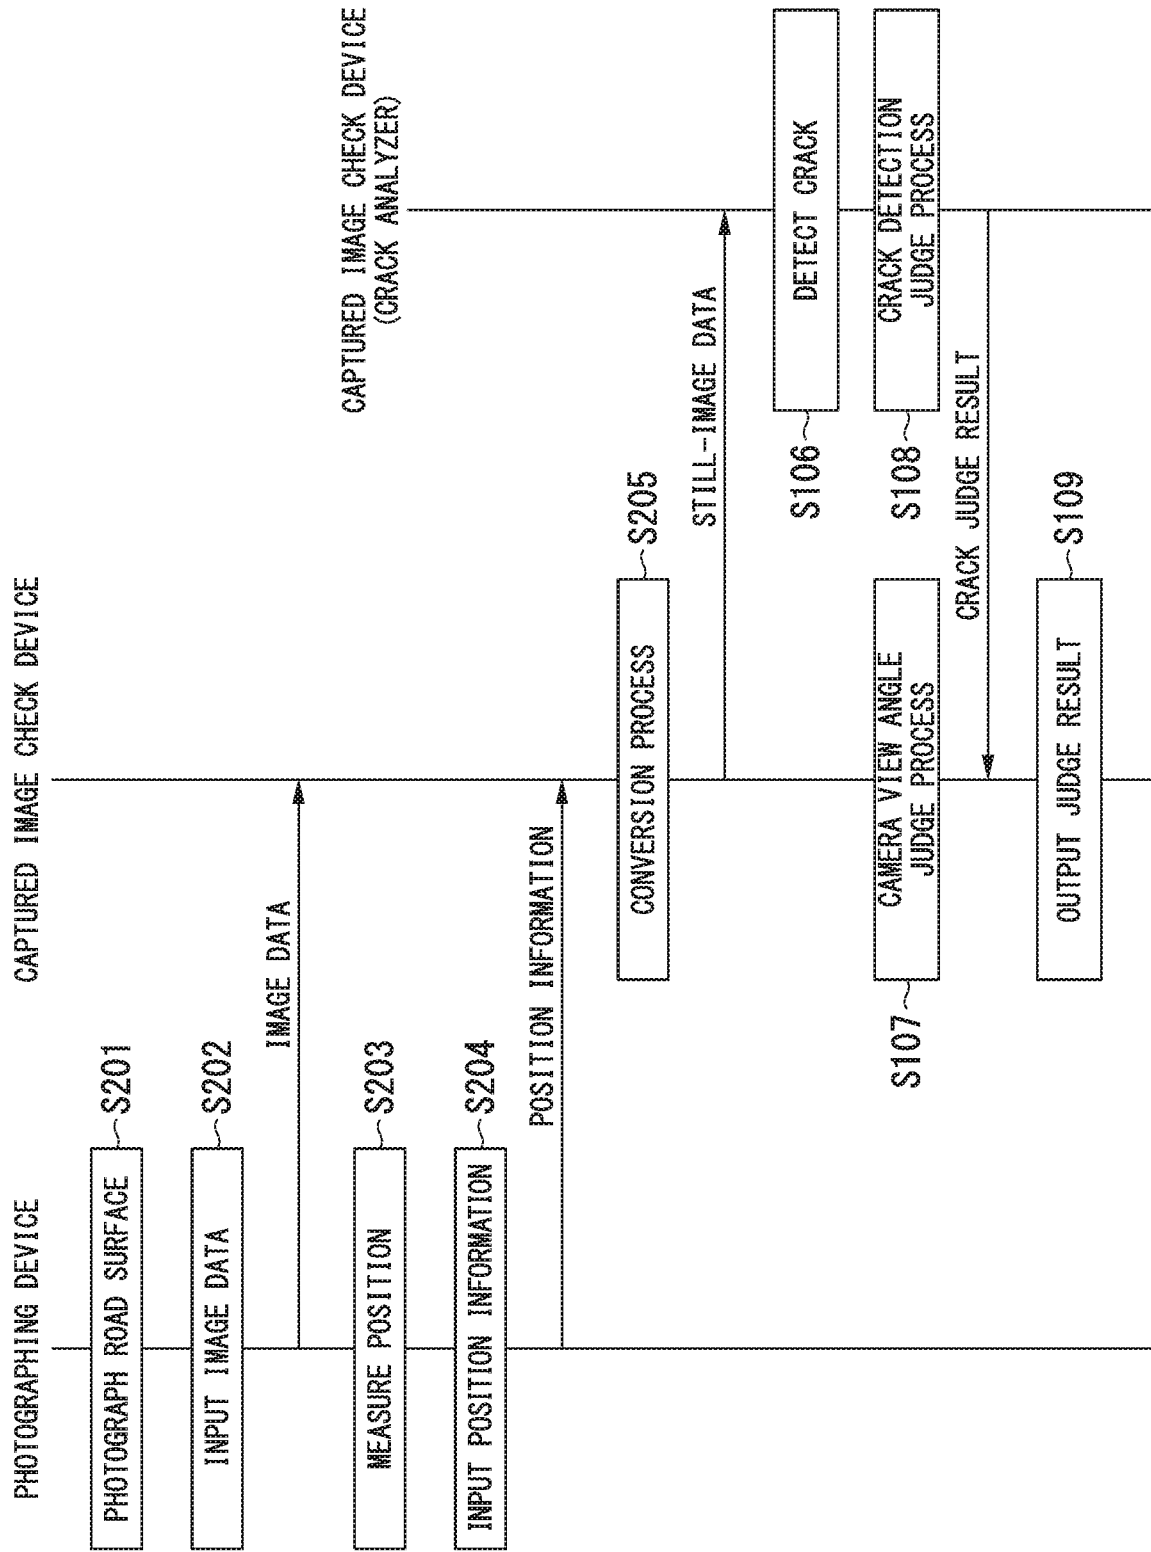 PHOTOGRAPHING DEVICE
CAPTURED IMAGE CHECK DEVICE
CAPTURED IMAGE CHECK DEVICE
(CRACK ANALYZER)
PHOTOGRAPH ROAD SURFACE
S201
INPUT IMAGE DATA
S202
IMAGE DATA
MEASURE POSITION
S203
INPUT POSITION INFORMATION
S204
POSITION INFORMATION
CONVERSION PROCESS
S205
STILL-IMAGE DATA
S106
DETECT CRACK
S107
CAMERA VIEW ANGLE
JUDGE PROCESS
S108
CRACK DETECTION
JUDGE PROCESS
CRACK JUDGE RESULT
OUTPUT JUDGE RESULT
S109